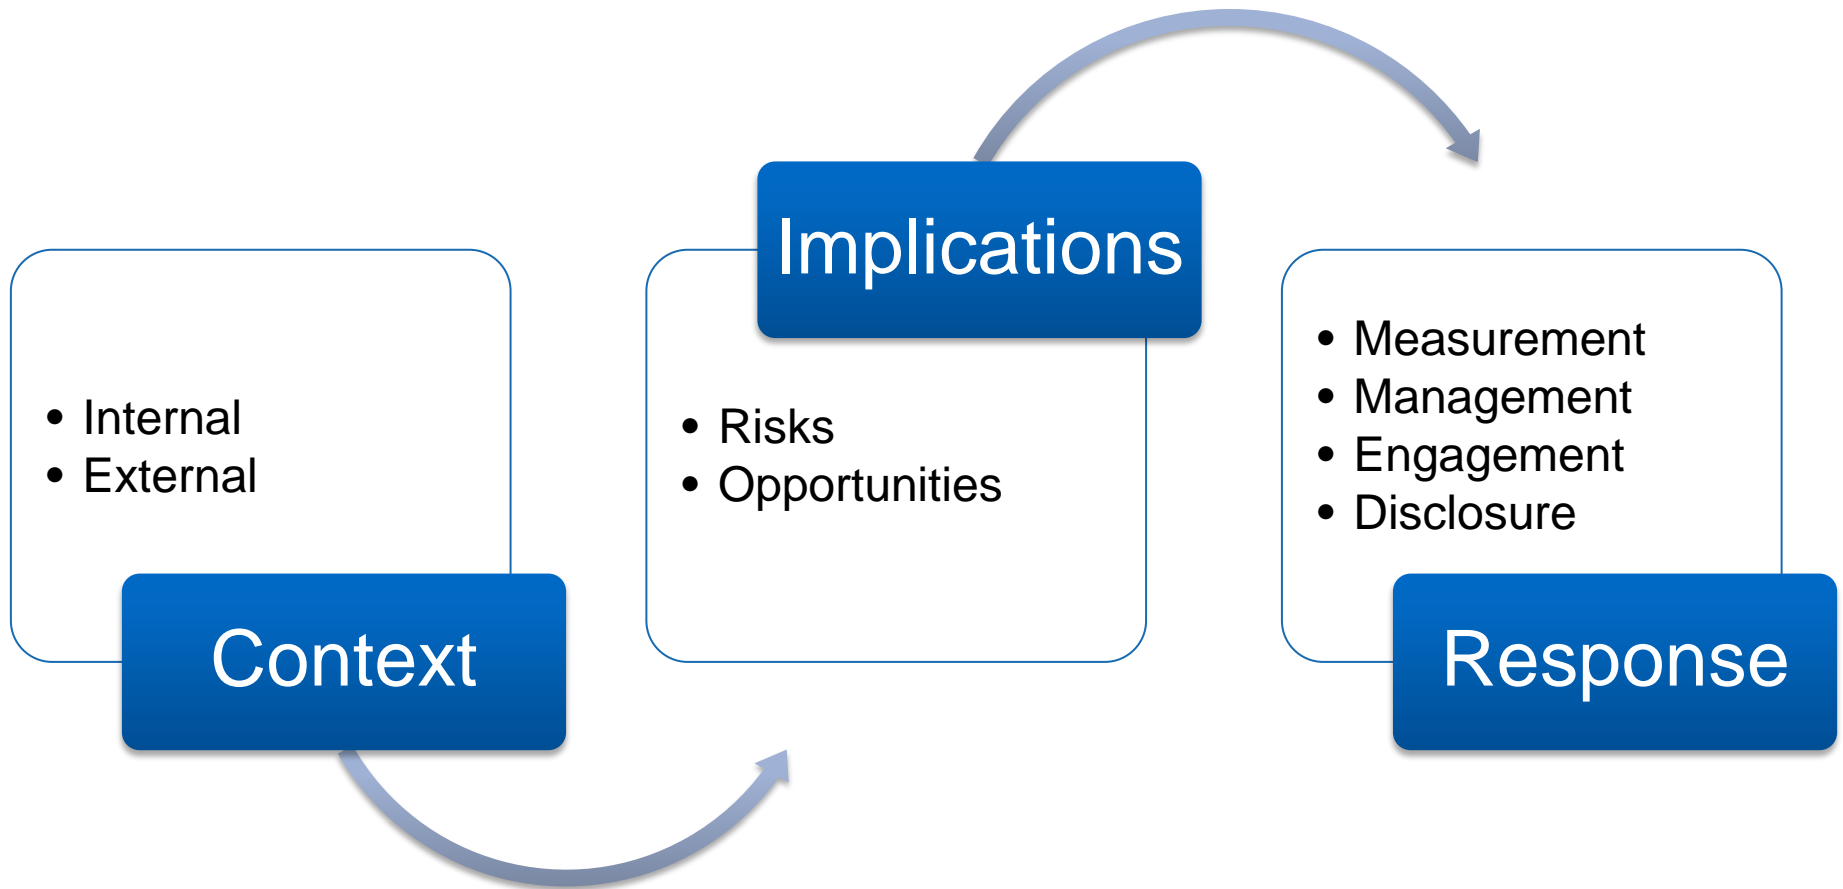 • Internal
• External
Context
Implications
• Risks
• Opportunities
• Measurement
• Management
• Engagement
• Disclosure
Response